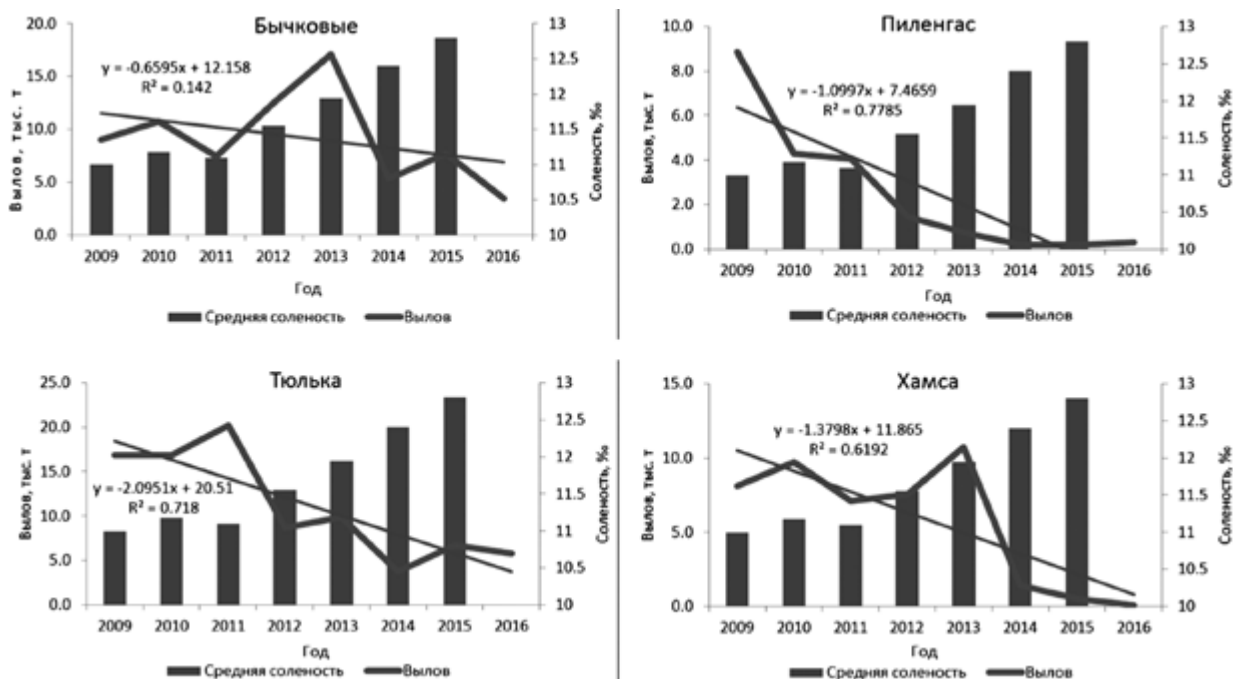 Бычковые
20.0
15.0
10.0
5.0
0.0
Вылов, тыс. т
y = -0.6595x + 12.158
R² = 0.142
13
12.5
12
11.5
11
10.5
10
Соленость, ‰
2009 2010 2011 2012 2013 2014 2015 2016
Год
Средняя соленость Вылов
Пиленгас
10.0
8.0
6.0
4.0
2.0
0.0
Вылов, тыс. т
y = -1.0997x + 7.4659
R² = 0.7785
13
12.5
12
11.5
11
10.5
10
Соленость, ‰
2009 2010 2011 2012 2013 2014 2015 2016
Год
Средняя соленость Вылов
Тюлька
25.0
20.0
15.0
10.0
5.0
0.0
Вылов, тыс. т
y = -2.0951x + 20.51
R² = 0.718
13
12.5
12
11.5
11
10.5
10
Соленость, ‰
2009 2010 2011 2012 2013 2014 2015 2016
Год
Средняя соленость Вылов
Хамса
15.0
10.0
5.0
0.0
Вылов, тыс. т
y = -1.3798x + 11.865
R² = 0.6192
13
12.5
12
11.5
11
10.5
10
Соленость, ‰
2009 2010 2011 2012 2013 2014 2015 2016
Год
Средняя соленость Вылов